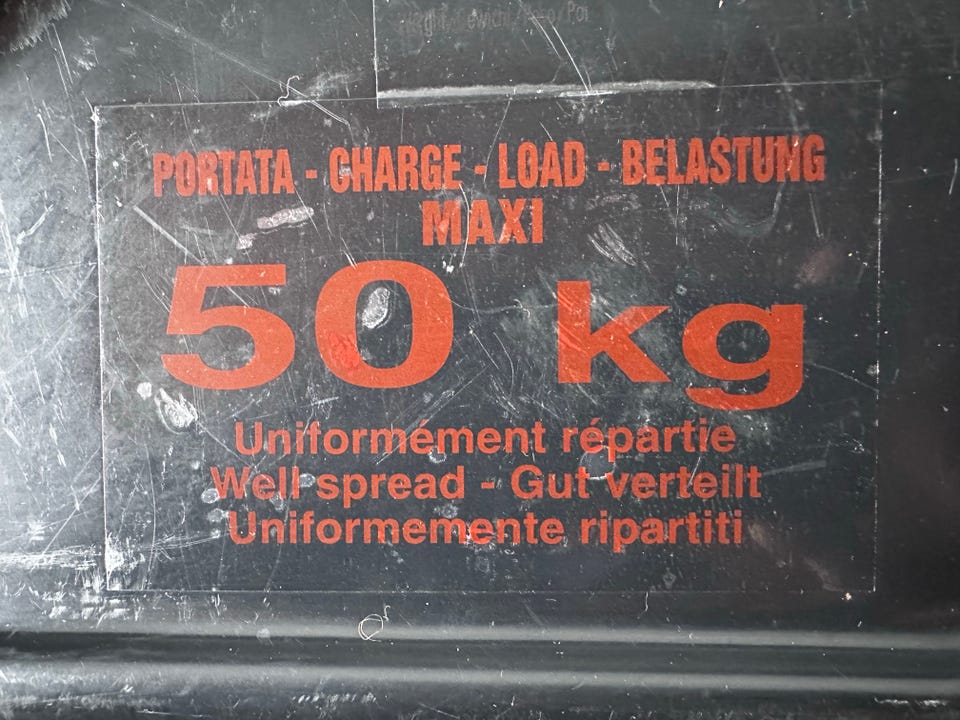 PORTATA - CHARGE - LOAD - BELASTUNG
MAXI
50 kg
Uniformément répartie
Well spread - Gut verteilt
Uniformemente ripartiti